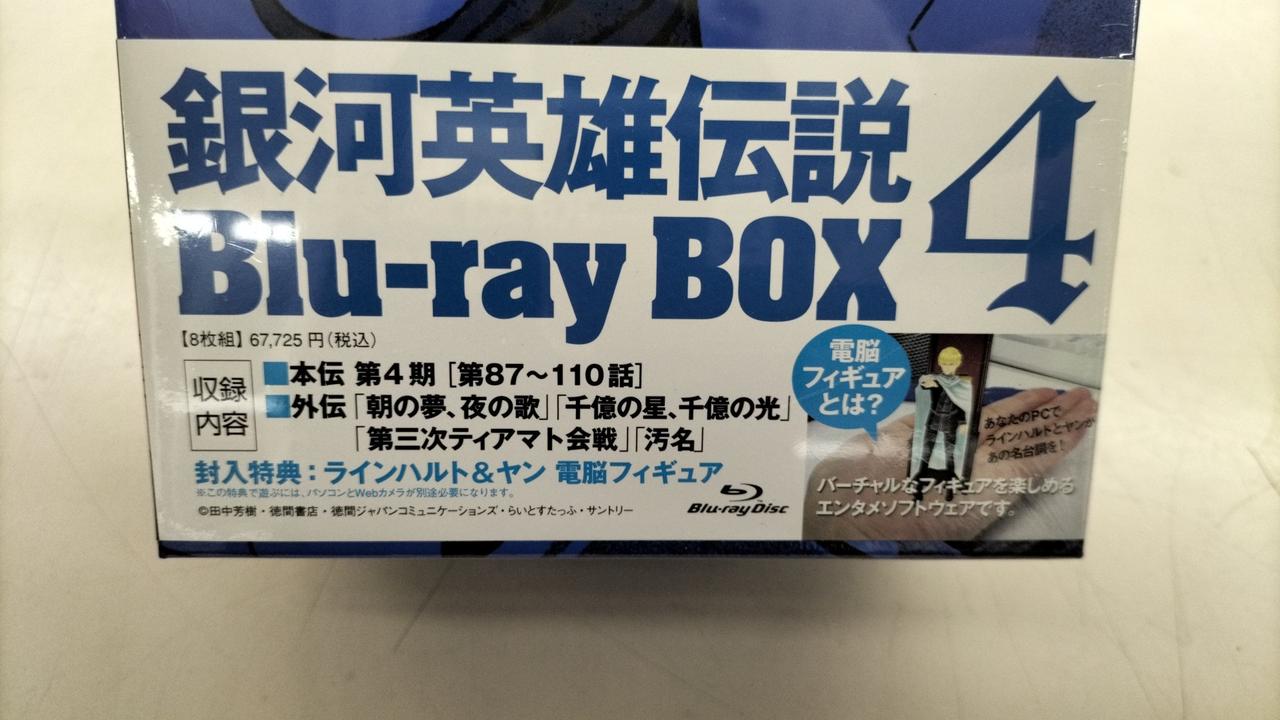 銀河英雄伝説 4
Blu-ray BOX
【8枚組】 67,725 円（税込）
収録内容
■本伝 第4期 ［第87～110話］
■外伝「朝の夢、夜の歌」「千億の星、千億の光」
「第三次ティアマト会戦」「汚名」
封入特典：ラインハルト＆ヤン 電脳フィギュア
※この特典で遊ぶには、パソコンとWebカメラが別途必要になります。
©田中芳樹・徳間書店・徳間ジャパンコミュニケーションズ・らいとすたっふ・サントリー
Blu-ray Disc
電脳
フィギュア
とは？
あなたのPCで
ラインハルトとヤンが
あの名台詞を！
バーチャルなフィギュアを楽しめる
エンタメソフトウェアです。